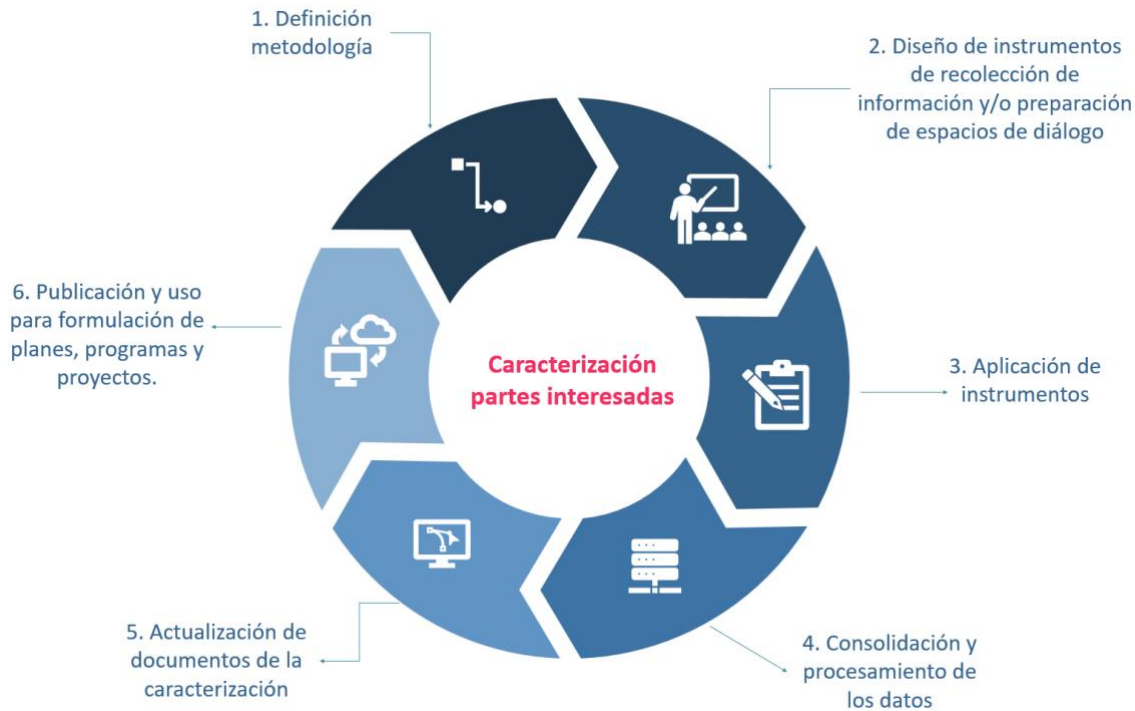 1. Definición
metodología
2. Diseño de instrumentos
de recolección de
información y/o preparación
de espacios de diálogo
3. Aplicación de
instrumentos
4. Consolidación y
procesamiento de
los datos
5. Actualización de
documentos de la
caracterización
6. Publicación y uso
para formulación de
planes, programas y
proyectos.
Caracterización
partes interesadas